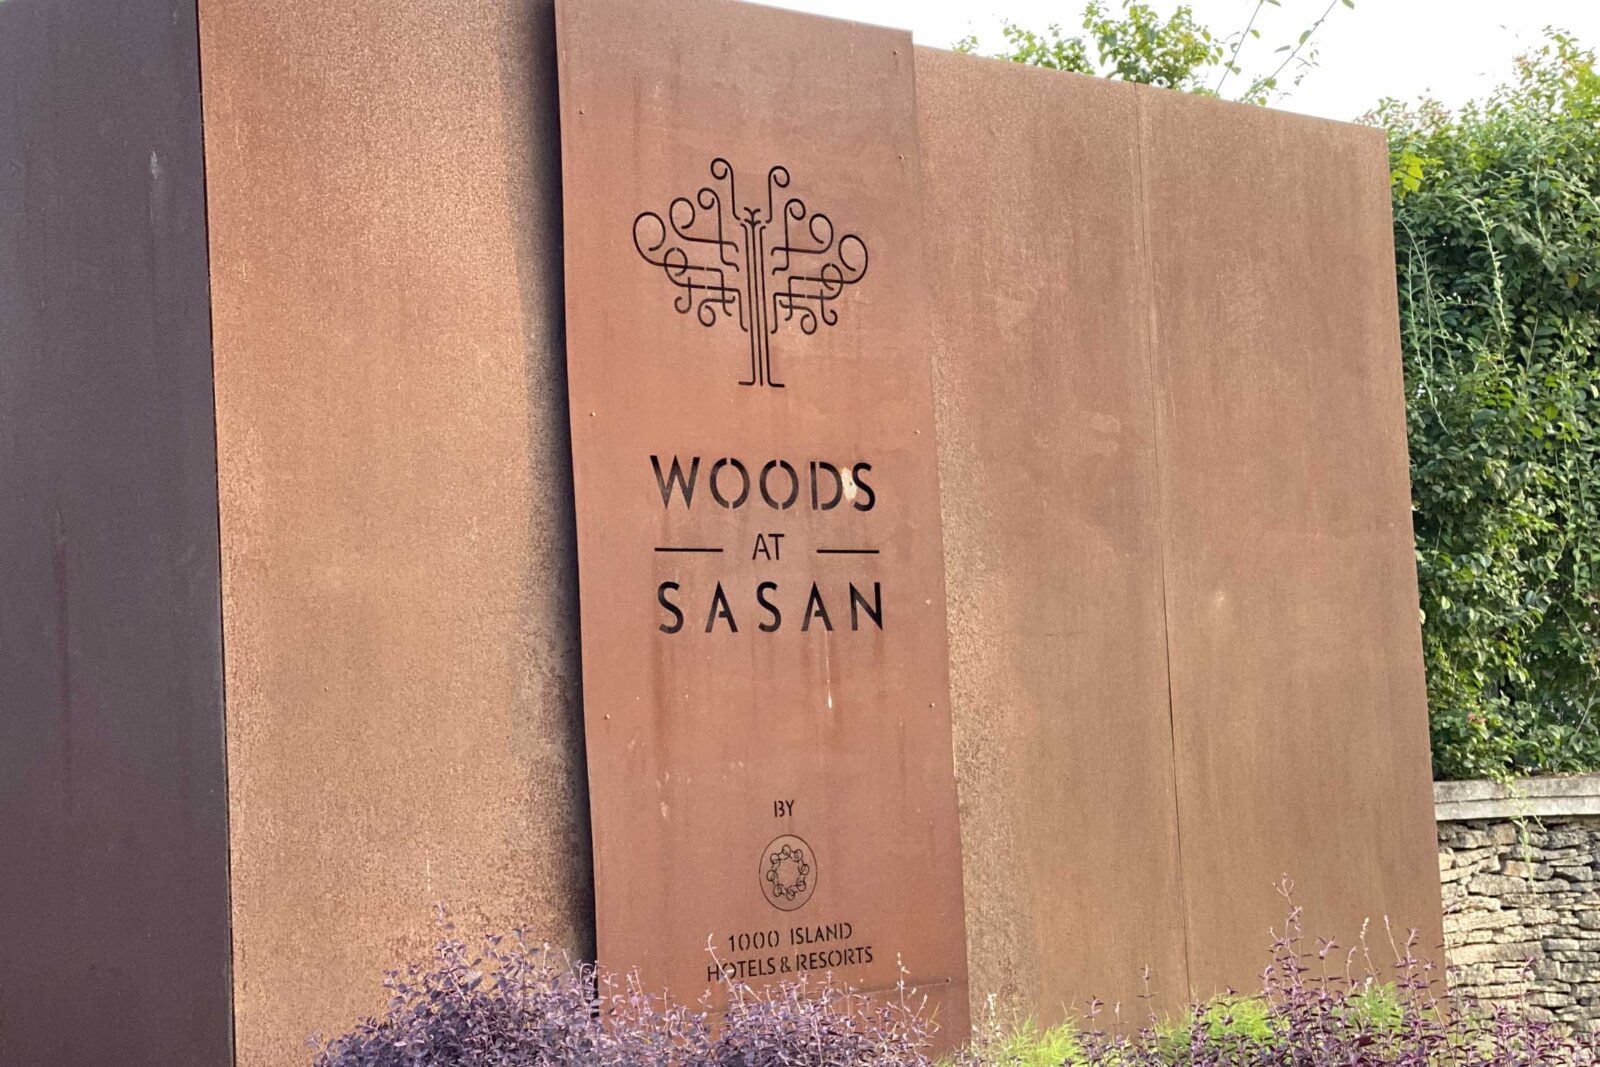 WOODS
AT
SASAN
BY
1000 ISLAND
HOTELS & RESORTS